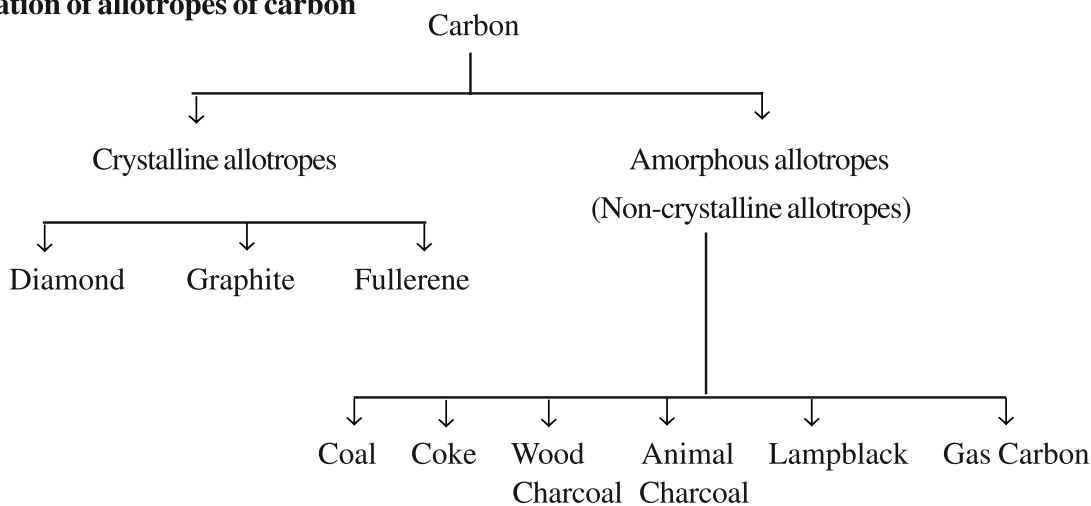 ation of allotropes of carbon
Carbon
Crystalline allotropes
Amorphous allotropes
(Non-crystalline allotropes)
Diamond
Graphite
Fullerene
Coal
Coke
Wood
Charcoal
Animal
Charcoal
Lampblack
Gas Carbon